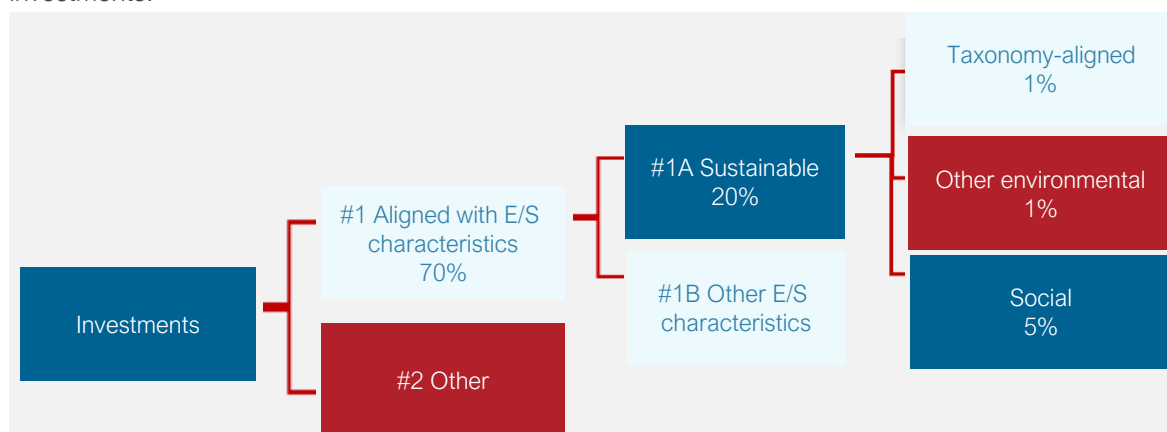 investments.
Taxonomy-aligned
1%
#1A Sustainable
20%
Other environmental
1%
#1 Aligned with E/S
characteristics
70%
#1B Other E/S
characteristics
Social
5%
Investments
#2 Other